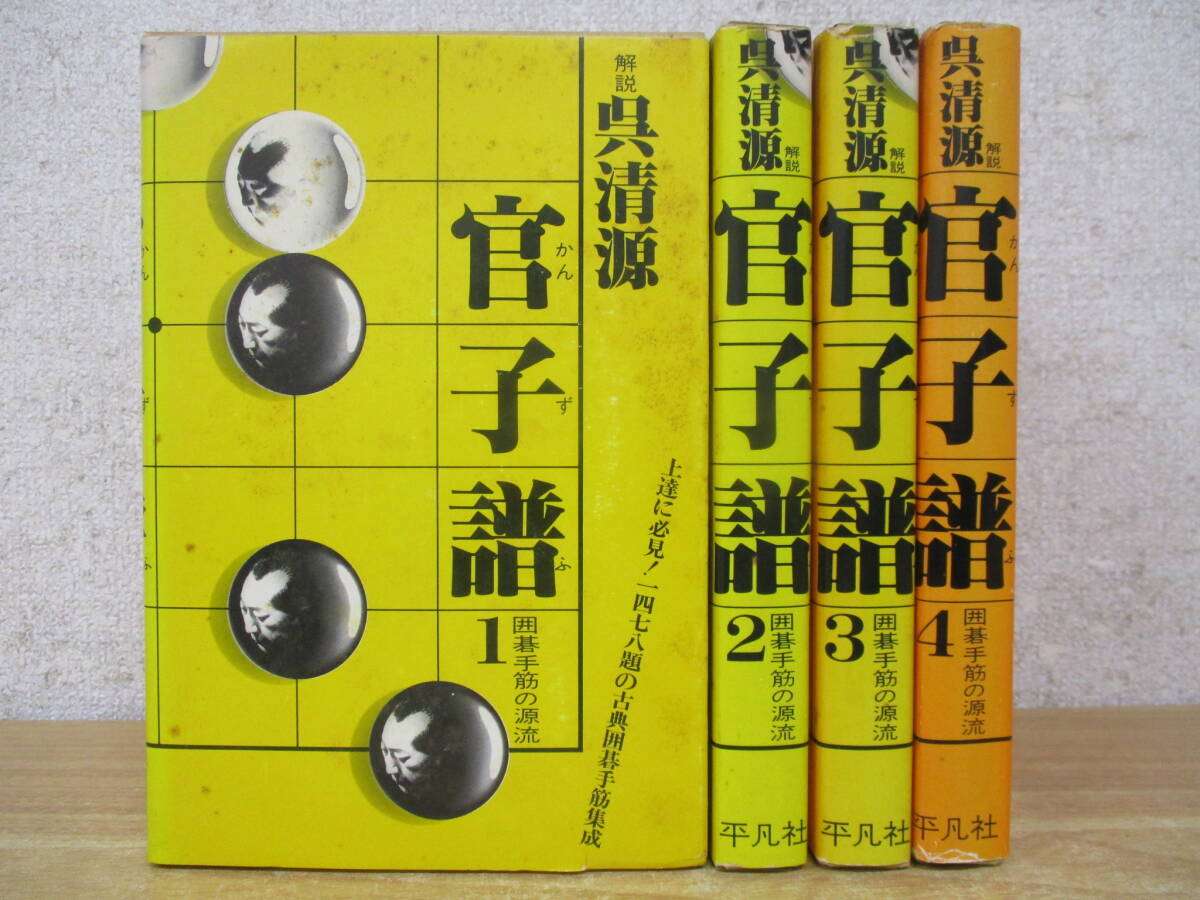 解説
呉清源
官子譜
かん
ず
ふ
1
囲碁手筋の源流
上達に必見！一四七八題の古典囲碁手筋集成
かん
ず
ふ
呉清源
解説
官子譜
2
囲碁手筋の源流
平凡社
呉清源
解説
官子譜
3
囲碁手筋の源流
平凡社
呉清源
解説
官子譜
かん
ず
ふ
4
囲碁手筋の源流
平凡社